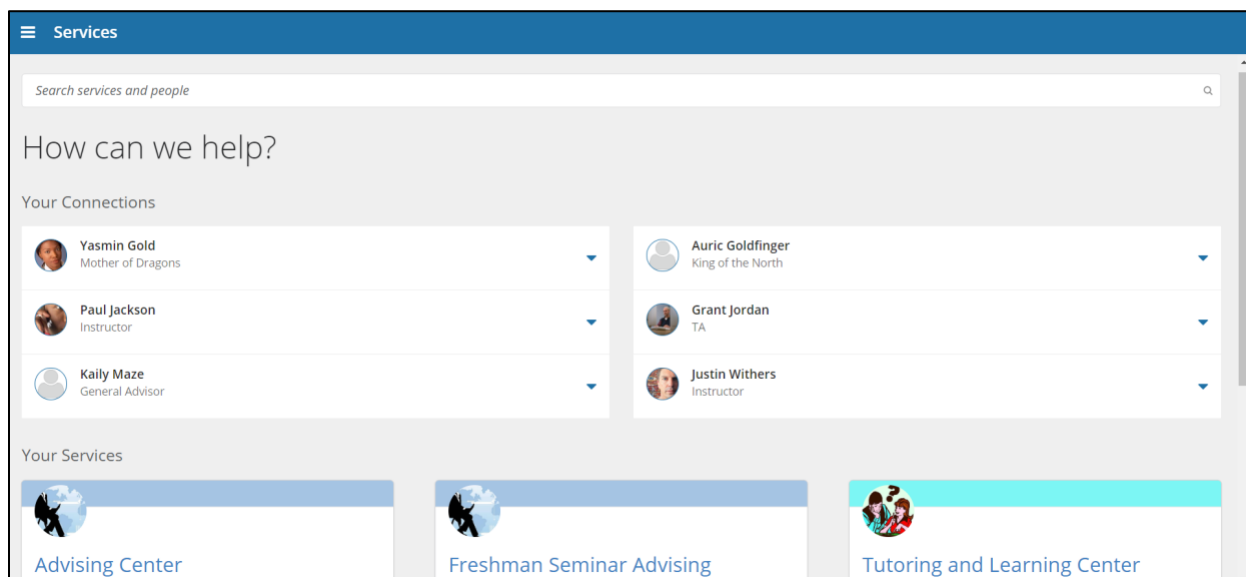 Services
Search services and people
How can we help?
Your Connections
Yasmin Gold
Mother of Dragons
Auric Goldfinger
King of the North
Paul Jackson
Instructor
Grant Jordan
TA
Kaily Maze
General Advisor
Justin Withers
Instructor
Your Services
?
Advising Center
Freshman Seminar Advising
Tutoring and Learning Center